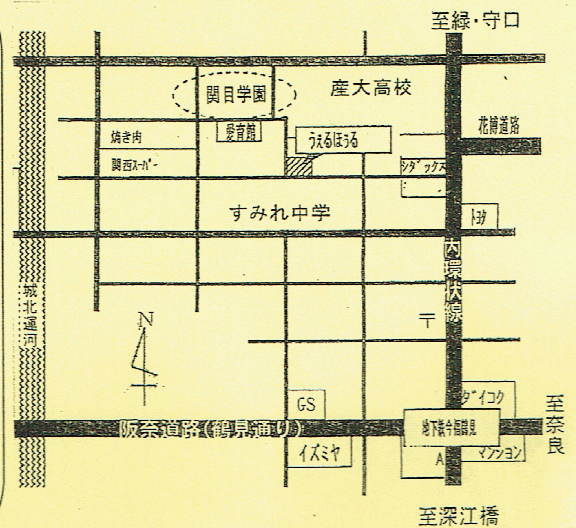 至緑・守口
関目学園
産大高校
花博道路
焼き肉
愛育館
うぇるほうる
関西スーパー
シダックス
すみれ中学
トヨタ
内環状線
城北運河
N
〒
GS
ダイコク
至奈良
阪奈道路(鶴見通り)
地下鉄今福鶴見
イズミヤ
A
マンション
至深江橋